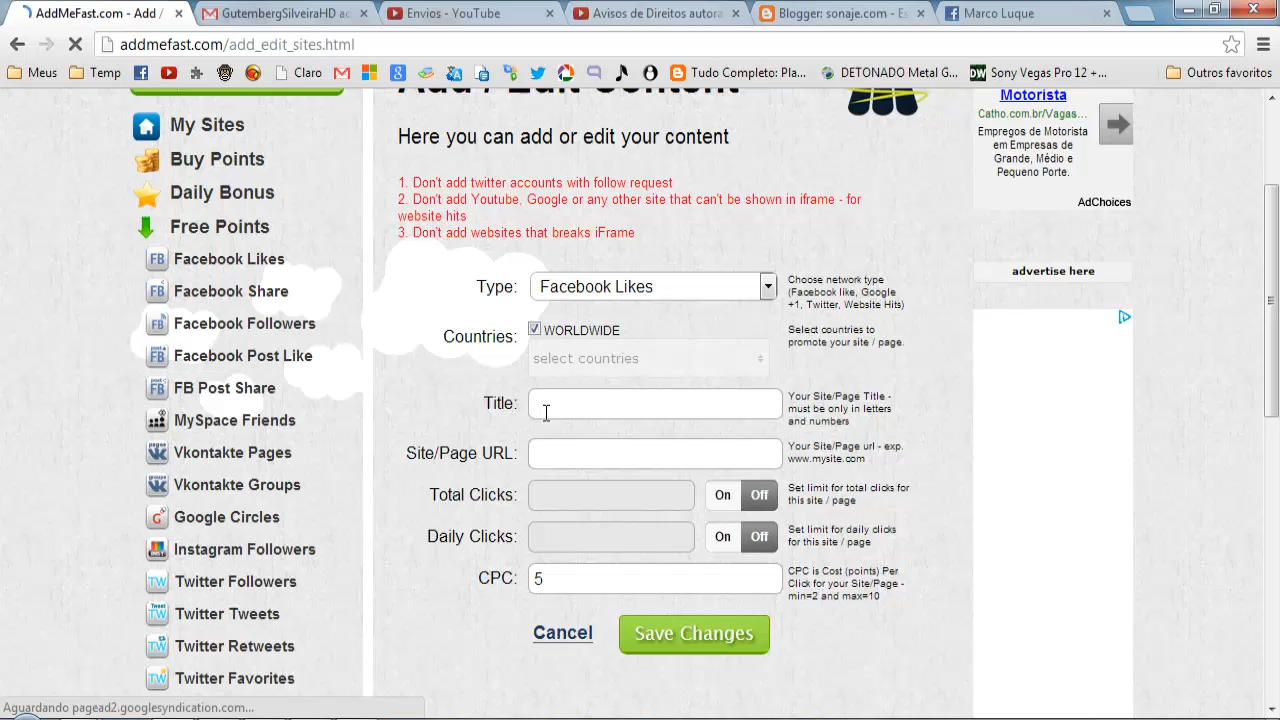 AddMeFast.com - Add /
GutembergSilveiraHD ac
Envios - YouTube
Avisos de Direitos autora
Blogger: sonaje.com - Es
Marco Luque
addmefast.com/add_edit_sites.html
Meus
Temp
Claro
Tudo Completo: Pla...
DETONADO Metal G...
Sony Vegas Pro 12 +...
Outros favoritos
My Sites
Buy Points
Daily Bonus
Free Points
Facebook Likes
Facebook Share
Facebook Followers
Facebook Post Like
FB Post Share
MySpace Friends
Vkontakte Pages
Vkontakte Groups
Google Circles
Instagram Followers
Twitter Followers
Twitter Tweets
Twitter Retweets
Twitter Favorites
Add / Edit Content
Here you can add or edit your content
1. Don't add twitter accounts with follow request
2. Don't add Youtube, Google or any other site that can't be shown in iframe - for
website hits
3. Don't add websites that breaks iFrame
Type:
Facebook Likes
Choose network type
(Facebook like, Google
+1, Twitter, Website Hits)
Countries:
WORLDWIDE
select countries
Select countries to
promote your site / page.
Title:
Your Site/Page Title -
must be only in letters
and numbers
Site/Page URL:
Your Site/Page url - exp.
www.mysite.com
Total Clicks:
On
Off
Set limit for total clicks for
this site / page
Daily Clicks:
On
Off
Set limit for daily clicks
for this site / page
CPC:
5
CPC is Cost (points) Per
Click for your Site/Page -
min=2 and max=10
Cancel
Save Changes
Motorista
Catho.com.br/Vagas...
Empregos de Motorista
em Empresas de
Grande, Médio e
Pequeno Porte.
AdChoices
advertise here
Aguardando pagead2.googlesyndication.com...